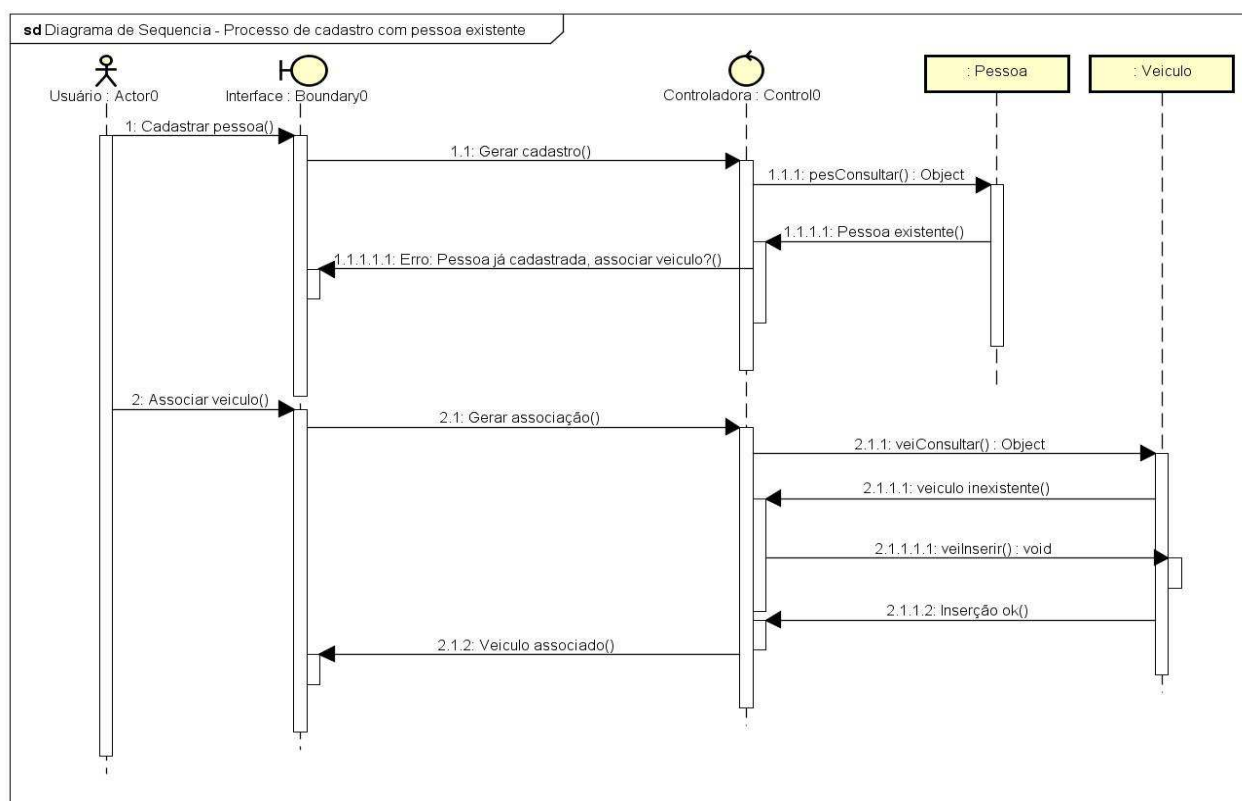 sd Diagrama de Sequencia - Processo de cadastro com pessoa existente
Usuário : Actor0
Interface : Boundary0
Controladora : Control0
: Pessoa
: Veiculo
1: Cadastrar pessoa()
1.1: Gerar cadastro()
1.1.1: pesConsultar() : Object
1.1.1.1: Pessoa existente()
1.1.1.1.1: Erro: Pessoa já cadastrada, associar veiculo?()
2: Associar veiculo()
2.1: Gerar associação()
2.1.1: veiConsultar() : Object
2.1.1.1: veiculo inexistente()
2.1.1.1.1: veiInserir() : void
2.1.1.2: Inserção ok()
2.1.2: Veiculo associado()